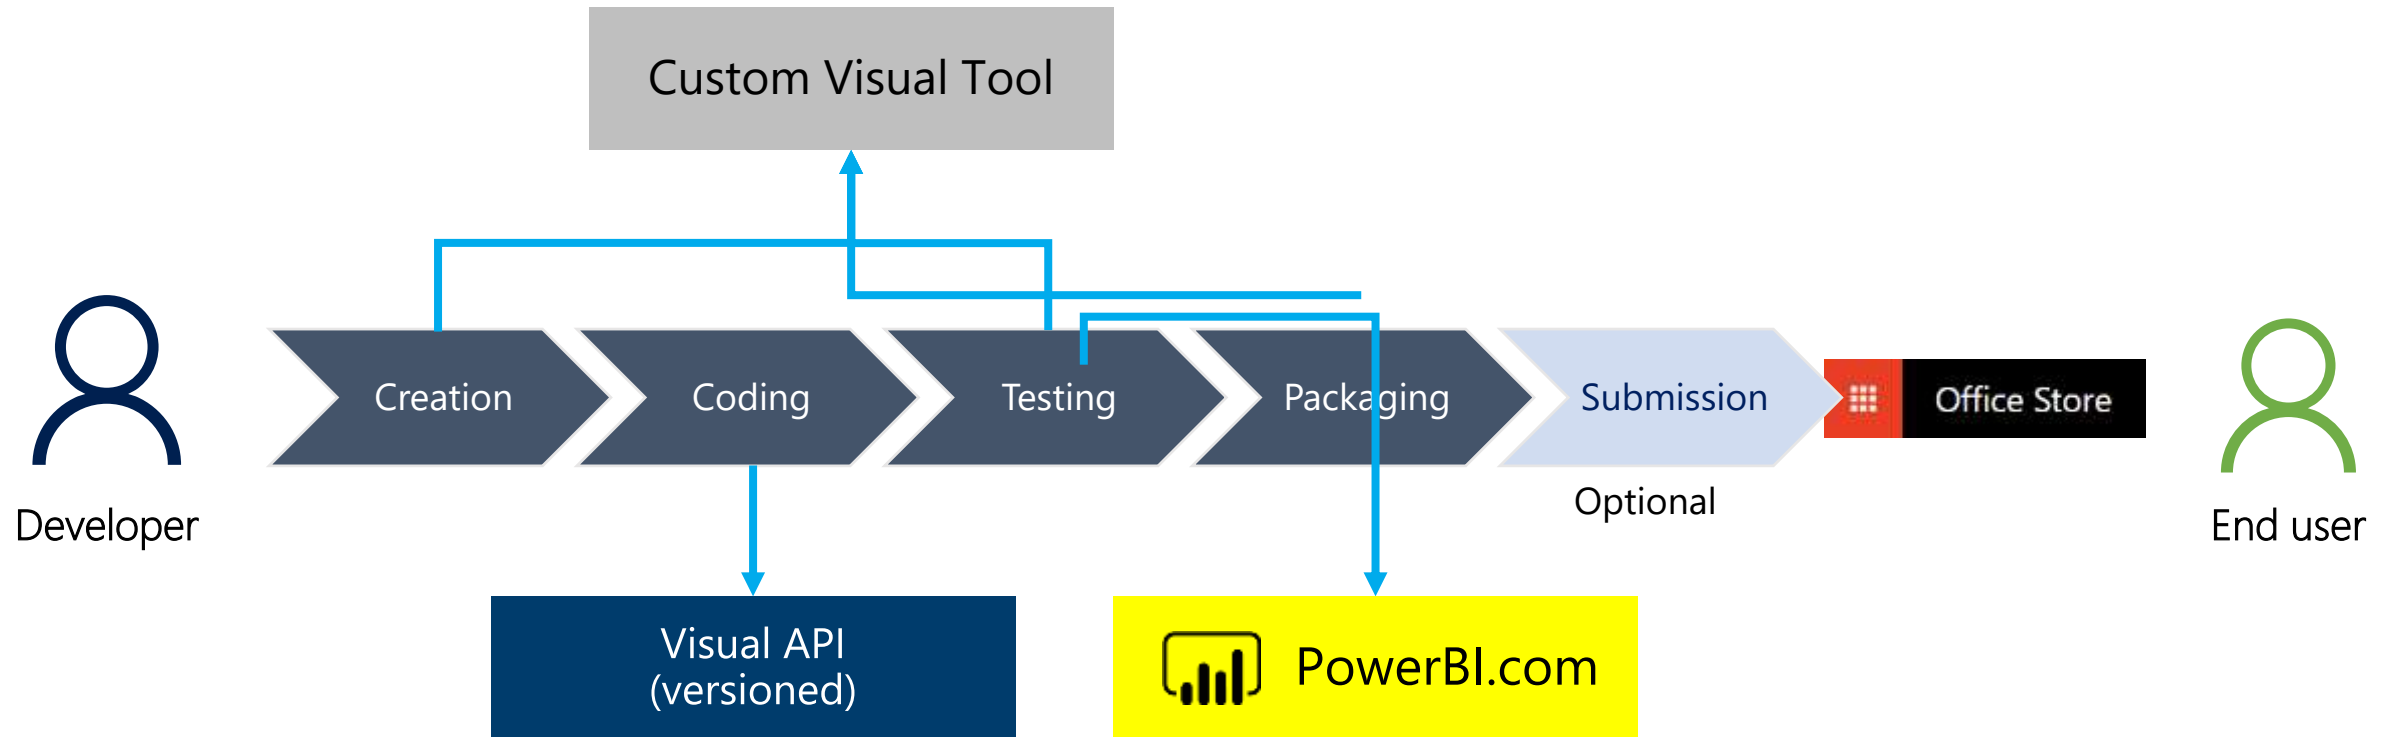 Custom Visual Tool
Creation
Coding
Testing
Packaging
Submission
Office Store
Optional
Developer
End user
Visual API
(versioned)
PowerBI.com